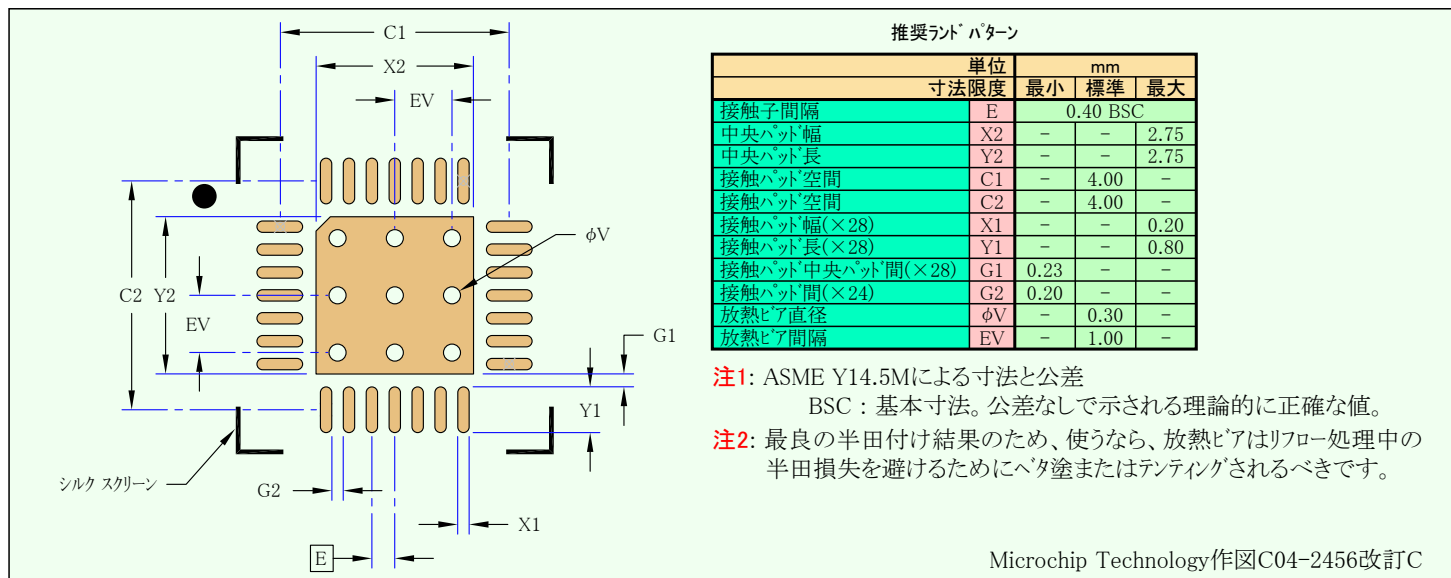 C1
X2
EV
C2
Y2
EV
φV
G1
Y1
G2
X1
E
シルク スクリーン
推奨ランド パターン
単位 mm
寸法限度 最小 標準 最大
接触子間隔 E 0.40 BSC
中央パッド幅 X2 - - 2.75
中央パッド長 Y2 - - 2.75
接触パッド空間 C1 - 4.00 -
接触パッド空間 C2 - 4.00 -
接触パッド幅(×28) X1 - - 0.20
接触パッド長(×28) Y1 - - 0.80
接触パッド中央パッド間(×28) G1 0.23 - -
接触パッド間(×24) G2 0.20 - -
放熱ビア直径 φV - 0.30 -
放熱ビア間隔 EV - 1.00 -
注1: ASME Y14.5Mによる寸法と公差
BSC : 基本寸法。公差なしで示される理論的に正確な値。
注2: 最良の半田付け結果のため、使うなら、放熱ビアはリフロー処理中の
半田損失を避けるためにベタ塗またはテンティングされるべきです。
Microchip Technology作図C04-2456改訂C